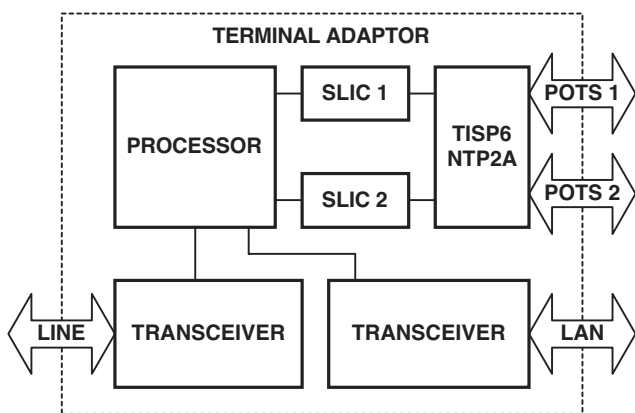 TERMINAL ADAPTOR
PROCESSOR
SLIC 1
SLIC 2
TISP6
NTP2A
POTS 1
POTS 2
LINE
TRANSCEIVER
TRANSCEIVER
LAN